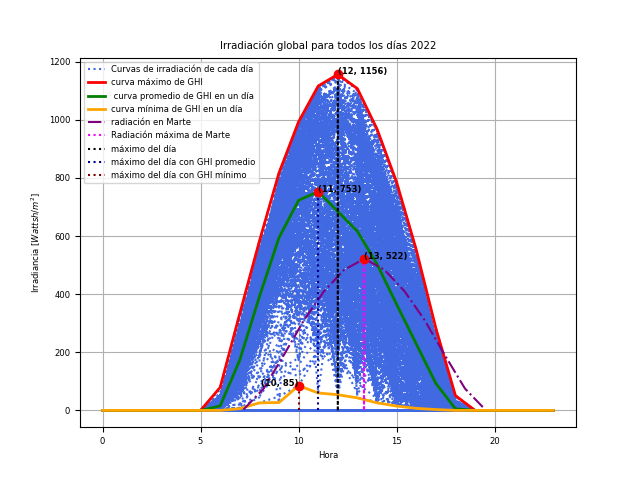 Irradiación global para todos los días 2022
1200
1000
800
600
400
200
0
Irradiancia [Wattsh/m²]
Curvas de irradiación de cada día
curva máximo de GHI
curva promedio de GHI en un día
curva mínima de GHI en un día
radiación en Marte
Radiación máxima de Marte
máximo del día
máximo del día con GHI promedio
máximo del día con GHI mínimo
(12, 1156)
(11, 753)
(13, 522)
(10, 85)
0 5 10 15 20
Hora